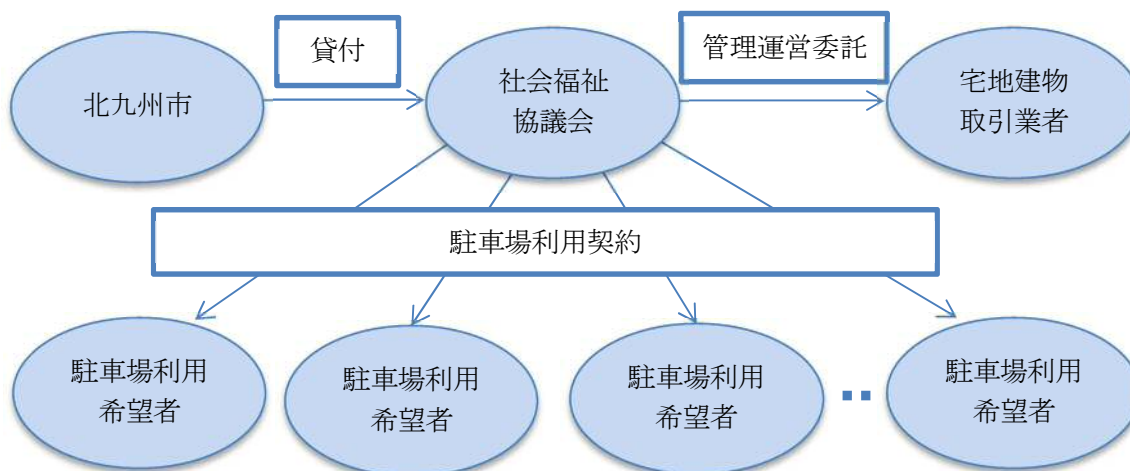 貸付
管理運営委託
北九州市
社会福祉
協議会
宅地建物
取引業者
駐車場利用契約
駐車場利用
希望者
駐車場利用
希望者
駐車場利用
希望者
駐車場利用
希望者